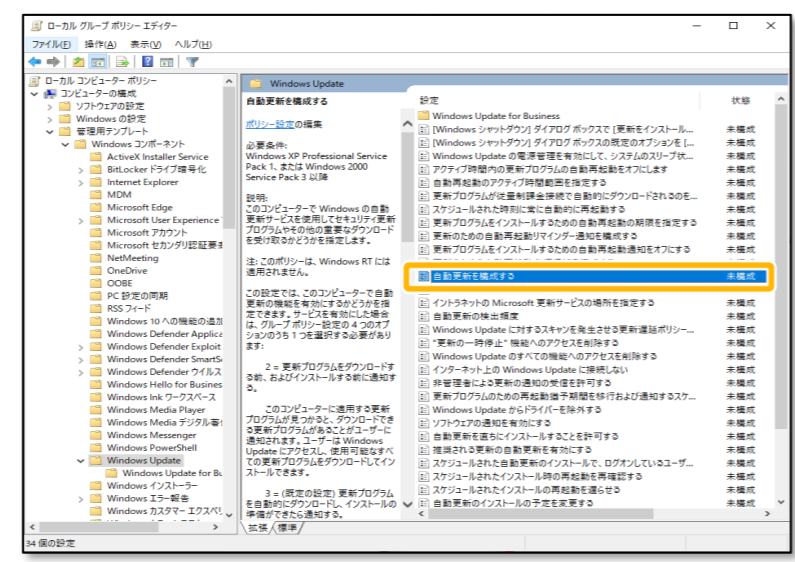 ローカル グループ ポリシー エディター
ファイル(F) 操作(A) 表示(V) ヘルプ(H)
ローカル コンピューター ポリシー
コンピューターの構成
ソフトウェアの設定
Windows の設定
管理用テンプレート
Windows コンポーネント
ActiveX Installer Service
BitLocker ドライブ暗号化
Internet Explorer
MDM
Microsoft Edge
Microsoft User Experience
Microsoft アカウント
Microsoft セカンダリ認証要素
NetMeeting
OneDrive
OOBE
PC 設定の同期
RSS フィード
Windows 10 への機能の追加
Windows Defender Applica
Windows Defender Exploit
Windows Defender SmartSc
Windows Defender ウイルス
Windows Hello for Busines
Windows Ink ワークスペース
Windows Media Player
Windows Media デジタル著作
Windows Messenger
Windows PowerShell
Windows Update
Windows Update for Bu
Windows インストーラー
Windows エラー報告
Windows カスタマー エクスペリ
Windows Update
自動更新を構成する
ポリシー設定の編集
必要条件:
Windows XP Professional Service
Pack 1、または Windows 2000
Service Pack 3 以降
説明:
このコンピューターで Windows の自動
更新サービスを使用してセキュリティ更新
プログラムやその他の重要なダウンロード
を受け取るかどうかを指定します。
注: このポリシーは、Windows RT には
適用されません。
この設定では、このコンピューターで自動
更新の機能を有効にするかどうかを指
定できます。サービスを有効にした場合
は、グループ ポリシー設定の 4 つのオプ
ションのうち 1 つを選択する必要があり
ます:
2 = 更新プログラムをダウンロードす
る前、およびインストールする前に通知す
る。
このコンピューターに適用する更新
プログラムが見つかると、ダウンロードでき
る更新プログラムがあることがユーザーに
通知されます。ユーザーは Windows
Update にアクセスし、使用可能なすべ
ての更新プログラムをダウンロードしてイン
ストールできます。
3 = (既定の設定) 更新プログラム
を自動的にダウンロードし、インストールの
準備ができたら通知する。
設定 状態
Windows Update for Business
[Windows シャットダウン] ダイアログ ボックスで [更新をインストール... 未構成
[Windows シャットダウン] ダイアログ ボックスの既定のオプションを [... 未構成
Windows Update の電源管理を有効にして、システムのスリープ状... 未構成
アクティブ時間内の更新プログラムの自動再起動をオフにします 未構成
自動再起動のアクティブ時間範囲を指定する 未構成
更新プログラムが従量制課金接続で自動的にダウンロードされるのを... 未構成
スケジュールされた時刻に常に自動的に再起動する 未構成
更新プログラムをインストールするための自動再起動の期限を指定する 未構成
更新のための自動再起動リマインダー通知を構成する 未構成
更新プログラムをインストールするための自動再起動通知をオフにする 未構成
自動更新を構成する 未構成
イントラネットの Microsoft 更新サービスの場所を指定する 未構成
自動更新の検出頻度 未構成
Windows Update に対するスキャンを発生させる更新遅延ポリシー... 未構成
"更新の一時停止" 機能へのアクセスを削除する 未構成
Windows Update のすべての機能へのアクセスを削除する 未構成
インターネット上の Windows Update に接続しない 未構成
非管理者による更新の通知の受信を許可する 未構成
更新プログラムのための再起動猶予期間を移行および通知するスケ... 未構成
Windows Update からドライバーを除外する 未構成
ソフトウェアの通知を有効にする 未構成
自動更新を直ちにインストールすることを許可する 未構成
推奨される更新の自動更新を有効にする 未構成
スケジュールされた自動更新のインストールで、ログオンしているユーザ... 未構成
スケジュールされたインストール時の再起動を再確認する 未構成
スケジュールされたインストールの再起動を遅らせる 未構成
自動更新のインストールの予定を変更する 未構成
拡張 標準
34 個の設定